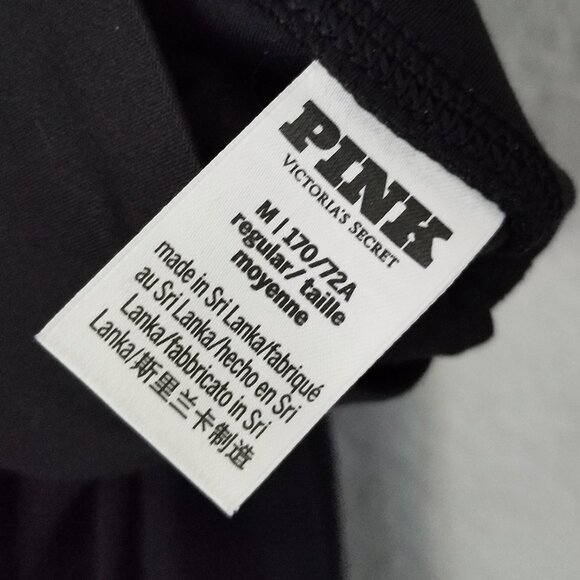 PINK
VICTORIA'S SECRET
M | 170/72A
regular/ taille
moyenne
made in Sri Lanka/fabriqué
au Sri Lanka/hecho en Sri
Lanka/fabbricato in Sri
Lanka/斯里兰卡制造